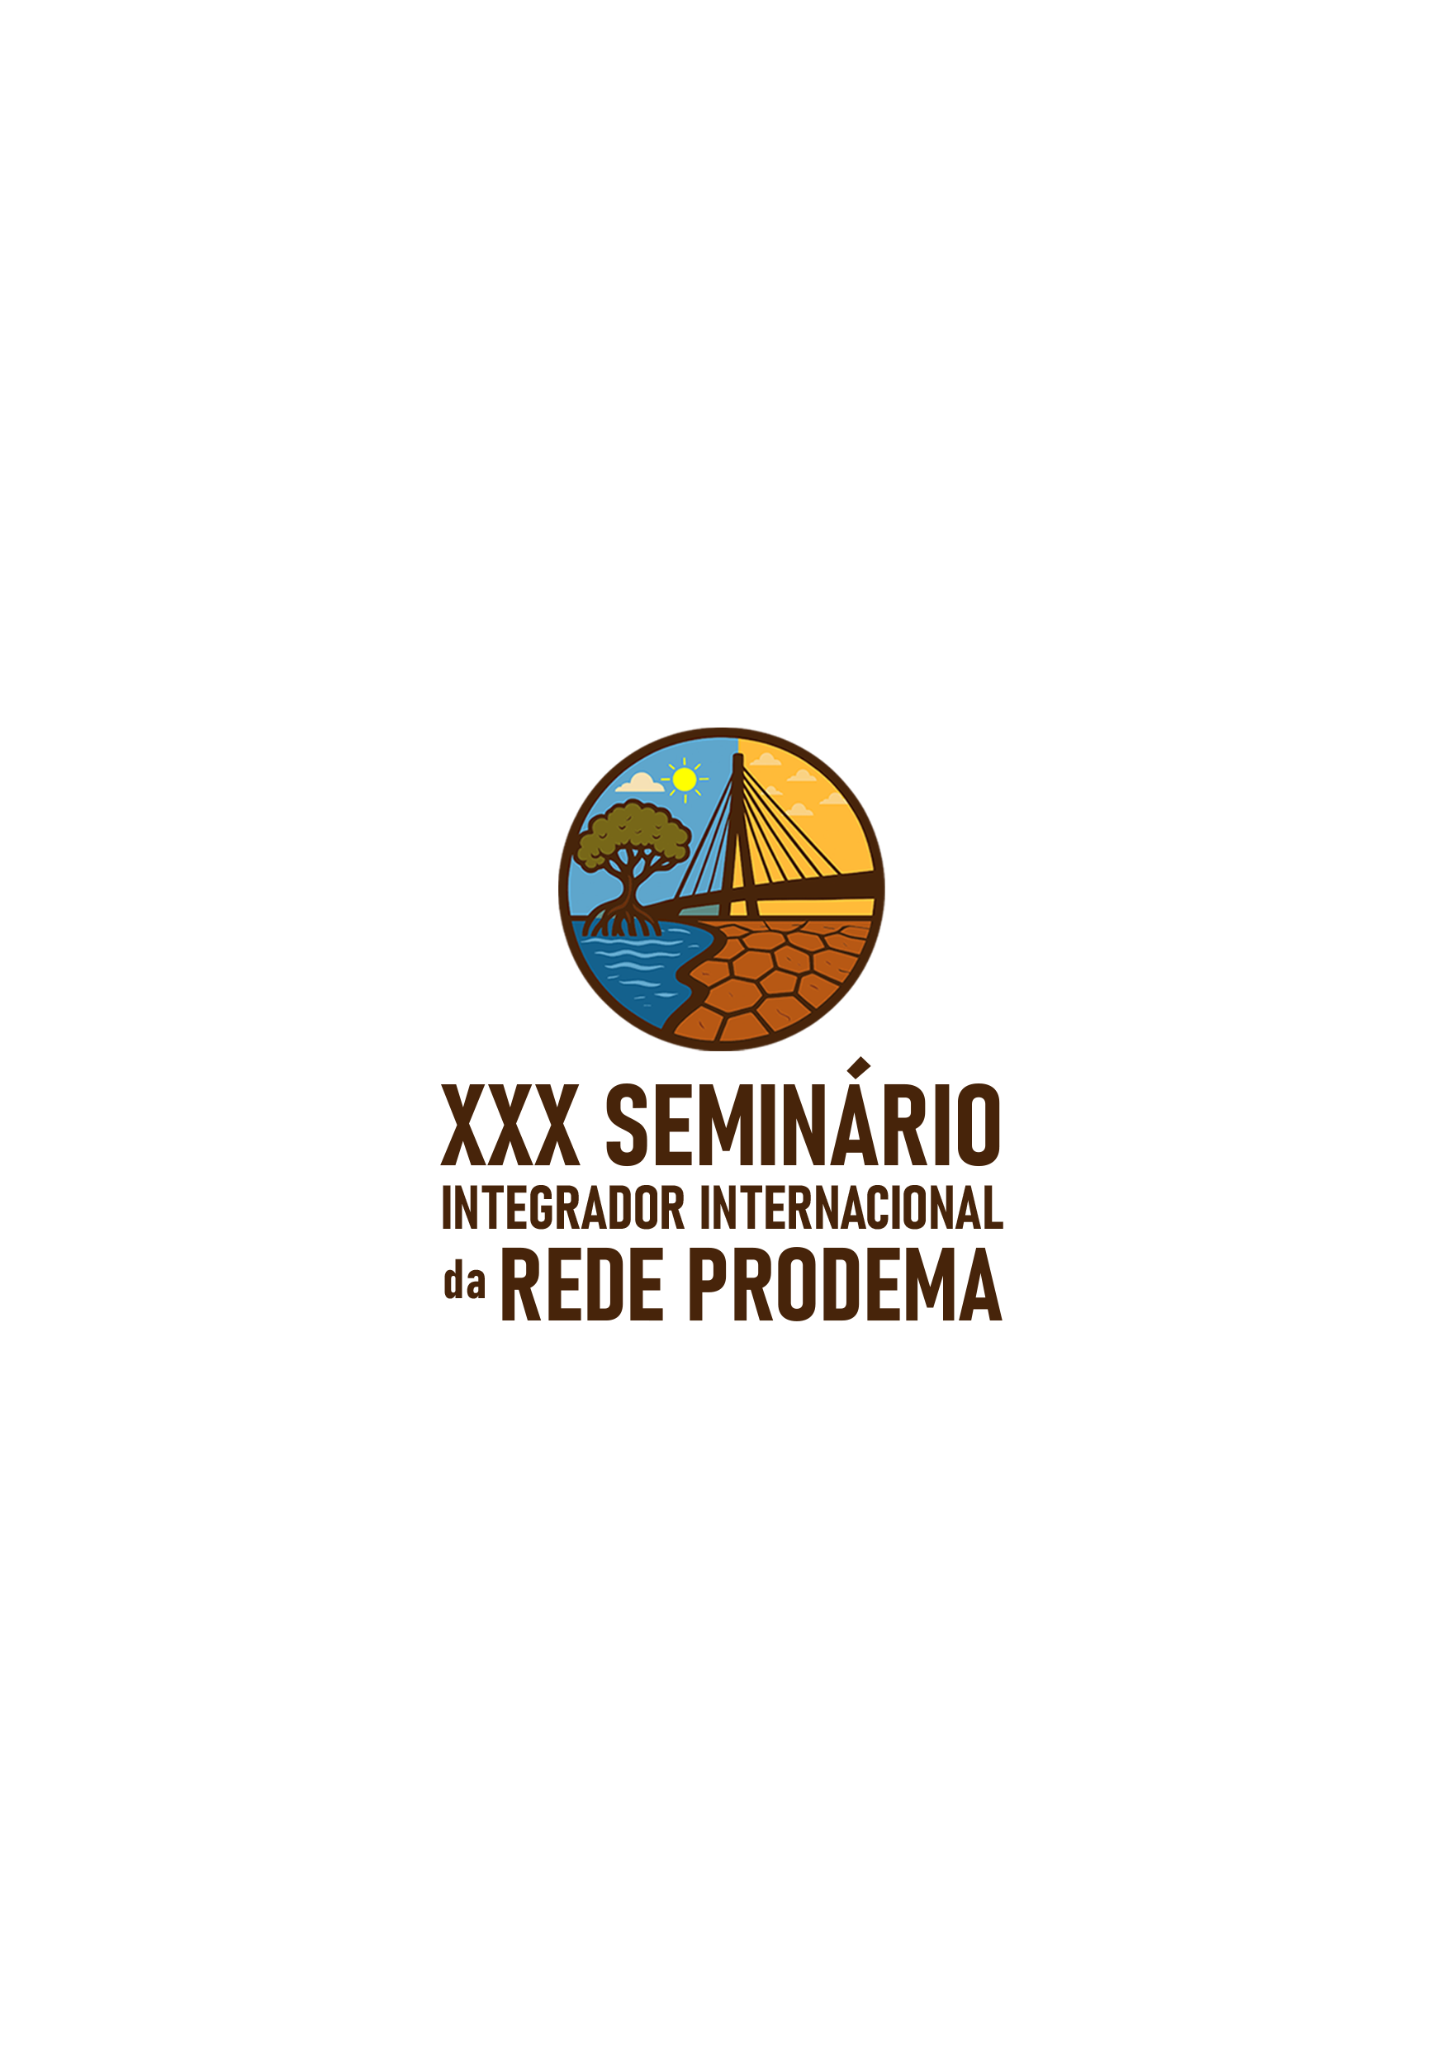 XXX SEMINÁRIO
INTEGRADOR INTERNACIONAL
da REDE PRODEMA